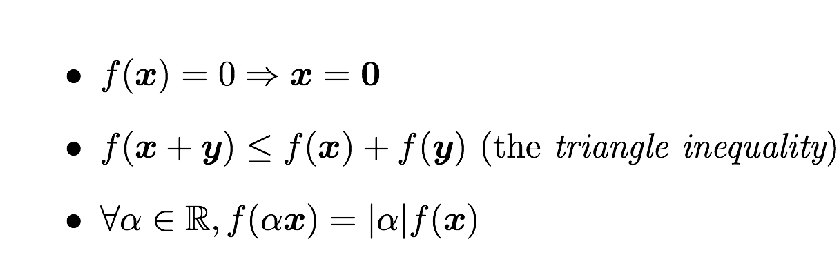 • f(𝒙) = 0 ⇒ 𝒙 = 𝟎
• f(𝒙 + 𝒚) ≤ f(𝒙) + f(𝒚) (the triangle inequality)
• ∀α ∈ ℝ, f(α𝒙) = |α|f(𝒙)